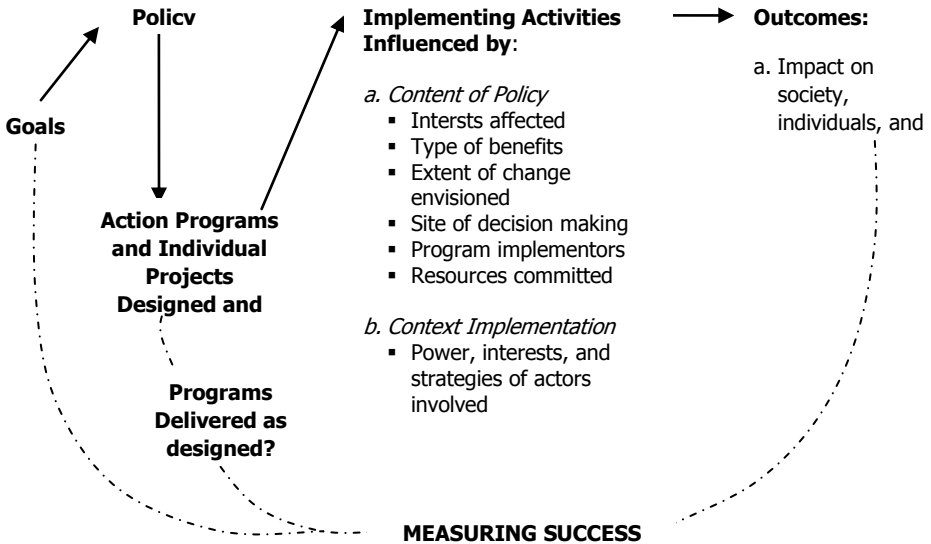 Policy
Goals
Action Programs
and Individual
Projects
Designed and
Programs
Delivered as
designed?
Implementing Activities
Influenced by:
a. Content of Policy
▪ Intersts affected
▪ Type of benefits
▪ Extent of change
envisioned
▪ Site of decision making
▪ Program implementors
▪ Resources committed
b. Context Implementation
▪ Power, interests, and
strategies of actors
involved
Outcomes:
a. Impact on
society,
individuals, and
MEASURING SUCCESS